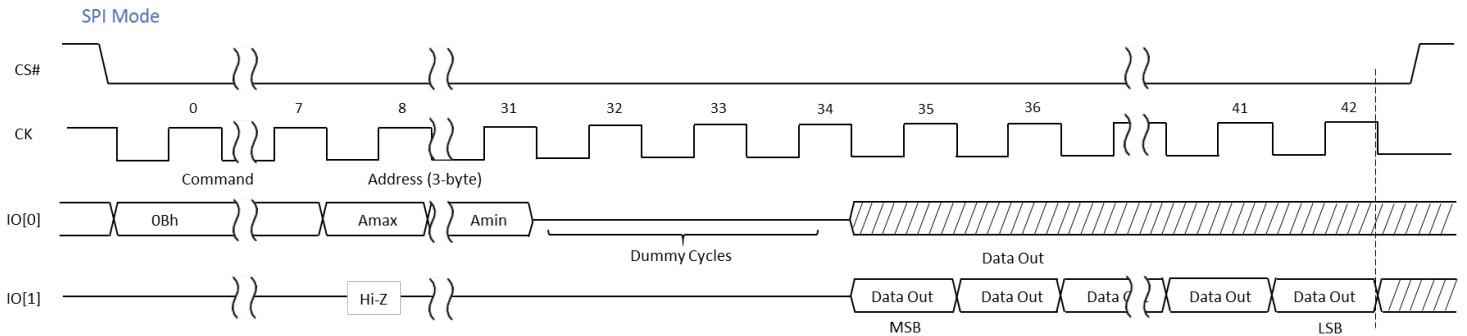 SPI Mode
CS#
0 7 8 31 32 33 34 35 36 41 42
CK
Command Address (3-byte)
IO[0] 0Bh Amax Amin
Dummy Cycles Data Out
IO[1] Hi-Z Data Out Data Out Data Data Out Data Out
MSB LSB